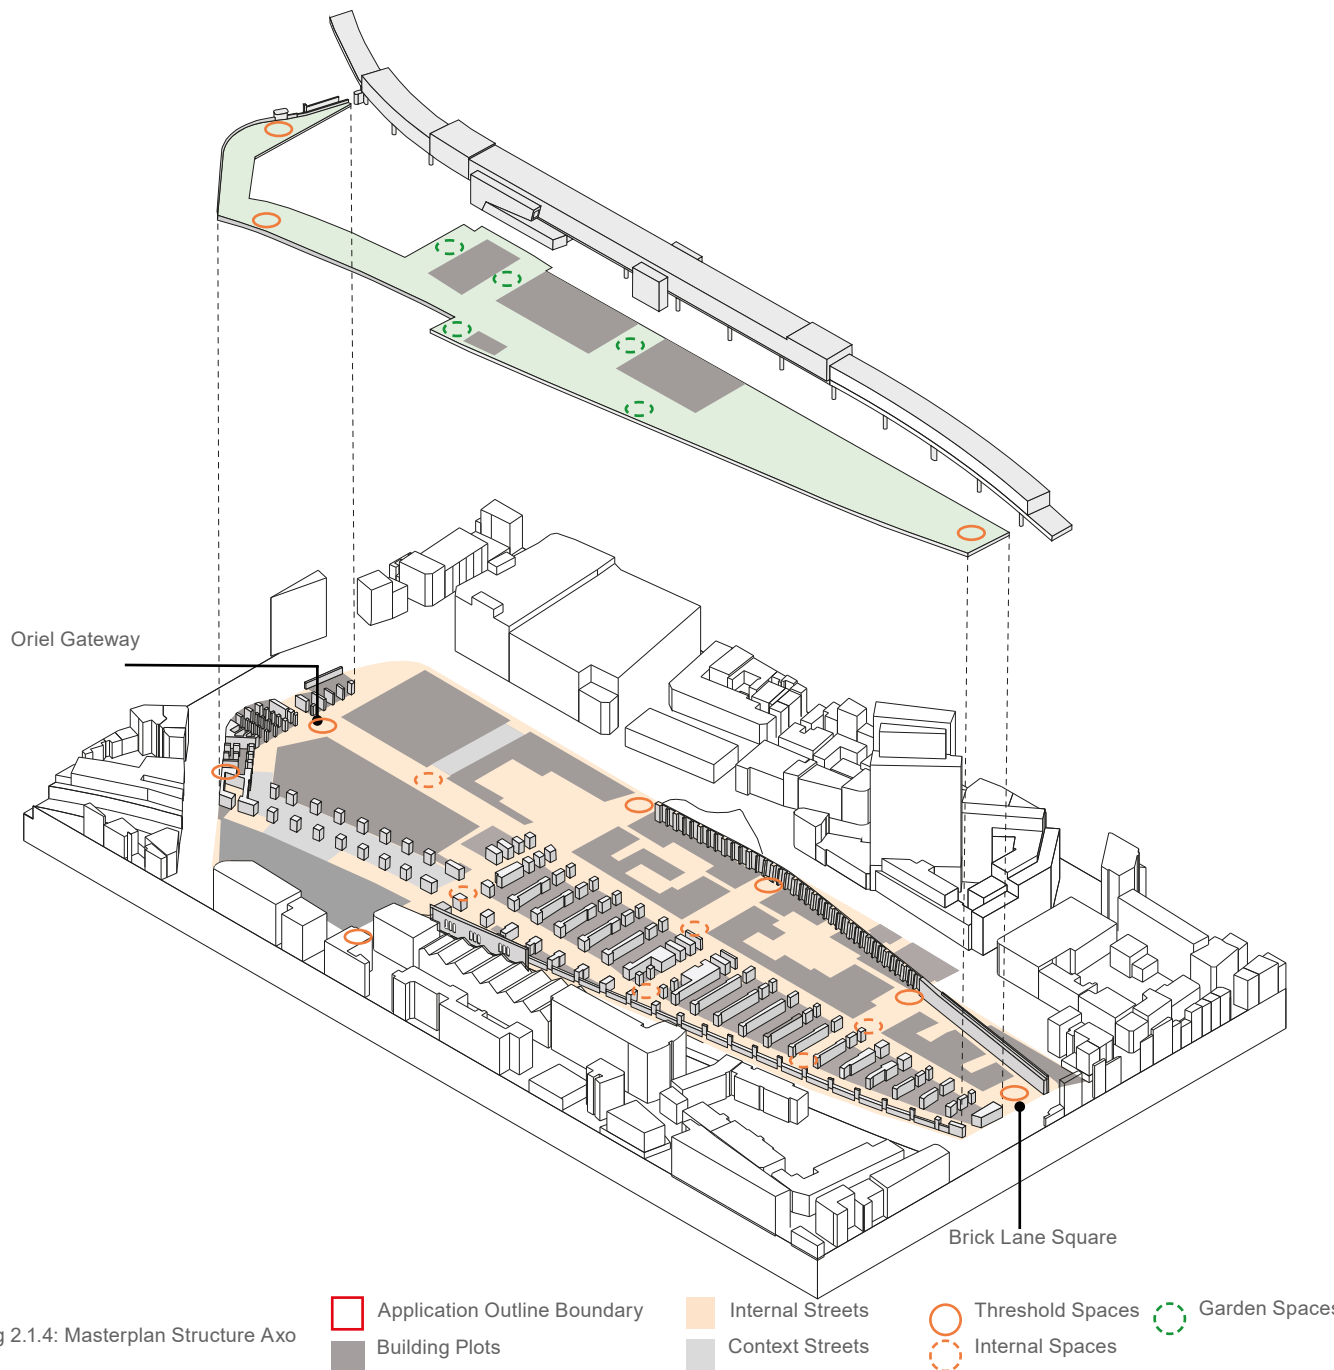 Oriel Gateway
Brick Lane Square
g 2.1.4: Masterplan Structure Axo
Application Outline Boundary
Building Plots
Internal Streets
Context Streets
Threshold Spaces
Internal Spaces
Garden Spaces